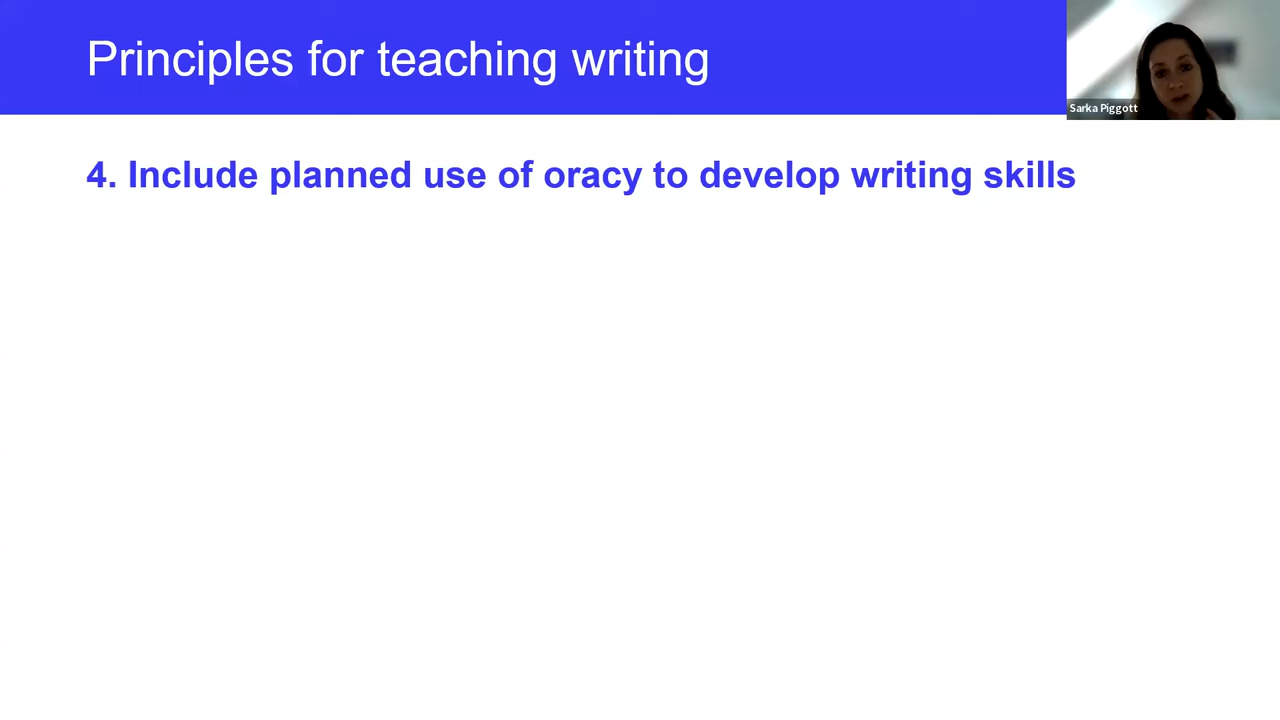 Principles for teaching writing
Sarka Piggott
4. Include planned use of oracy to develop writing skills